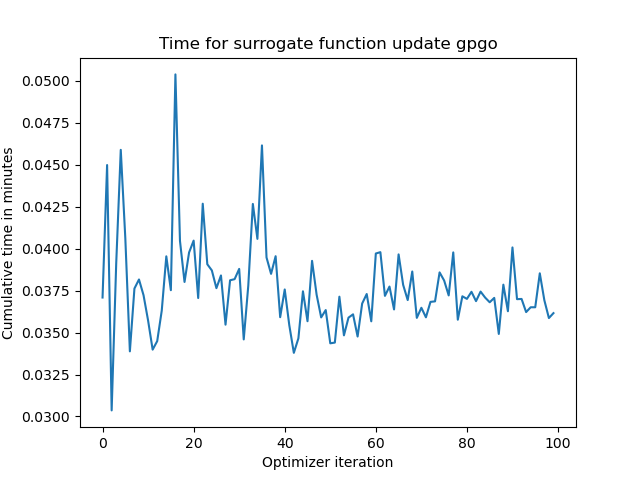 Time for surrogate function update gpgo
0.0500
0.0475
0.0450
0.0425
0.0400
0.0375
0.0350
0.0325
0.0300
Cumulative time in minutes
0 20 40 60 80 100
Optimizer iteration